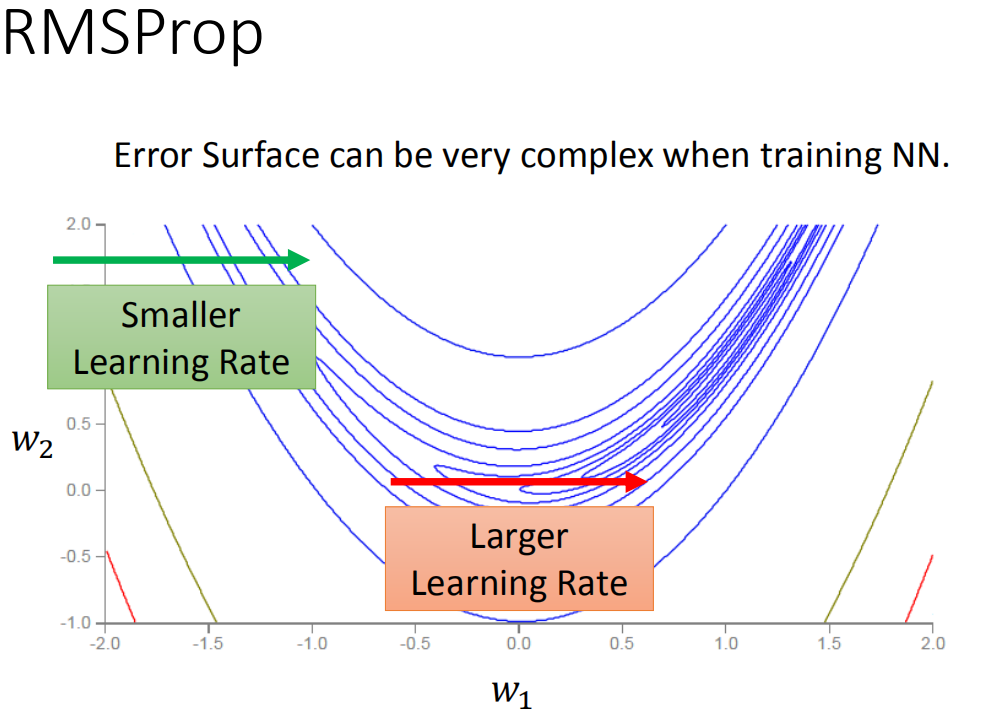 RMSProp
Error Surface can be very complex when training NN.
2.0
Smaller
Learning Rate
0.5
w₂
0.0
Larger
Learning Rate
-0.5
-1.0
-2.0 -1.5 -1.0 -0.5 0.0 0.5 1.0 1.5 2.0
w₁